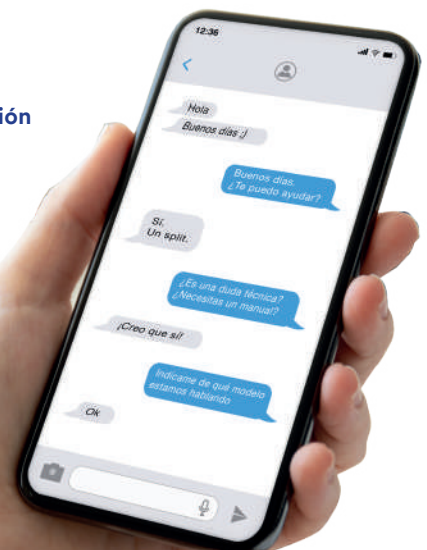 ión
12:36
Hola
Buenos días ;)
Buenos días.
¿Te puedo ayudar?
Sí.
Un split.
¿Es una duda técnica?
¿Necesitas un manual?
¡Creo que sí!
Indícame de qué modelo
estamos hablando
Ok